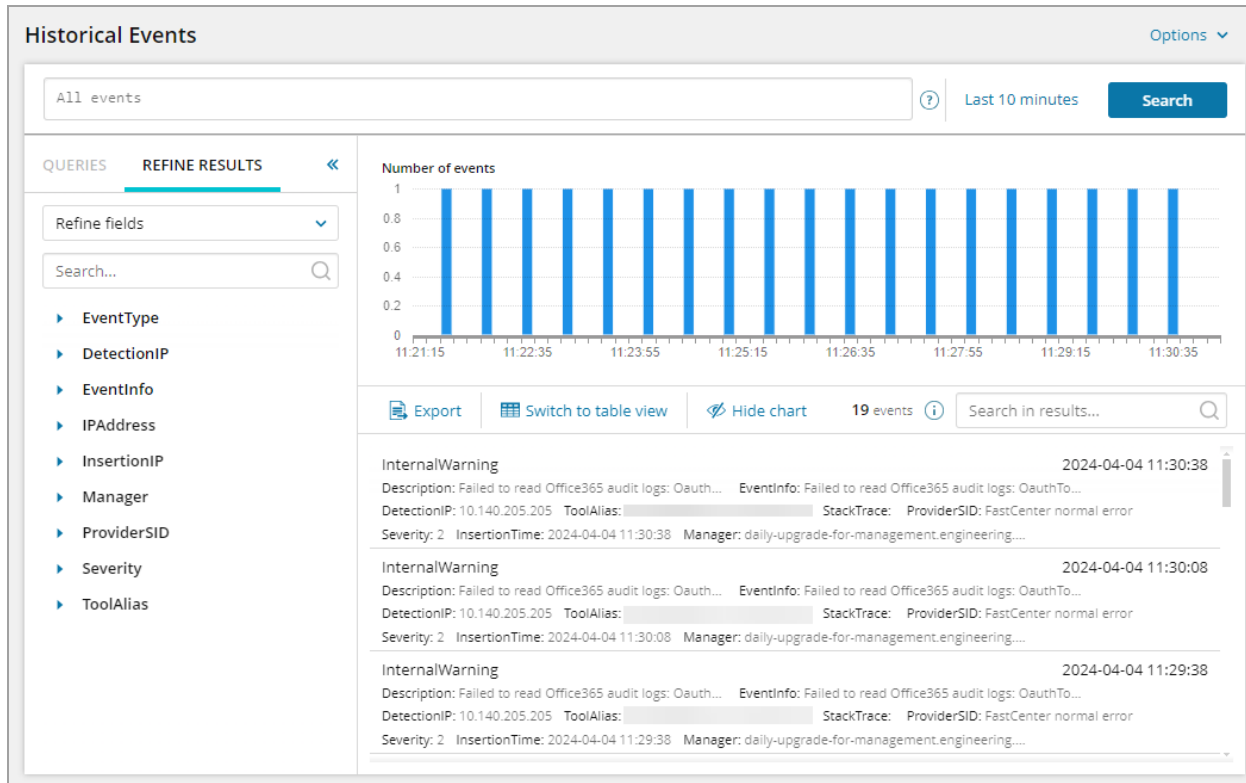 Historical Events
Options
All events
?
Last 10 minutes
Search
QUERIES
REFINE RESULTS
Refine fields
Search...
EventType
DetectionIP
EventInfo
IPAddress
InsertionIP
Manager
ProviderSID
Severity
ToolAlias
Number of events
1
0.8
0.6
0.4
0.2
0
11:21:15 11:22:35 11:23:55 11:25:15 11:26:35 11:27:55 11:29:15 11:30:35
Export Switch to table view Hide chart 19 events i Search in results...
InternalWarning 2024-04-04 11:30:38
Description: Failed to read Office365 audit logs: Oauth... EventInfo: Failed to read Office365 audit logs: OauthTo...
DetectionIP: 10.140.205.205 ToolAlias: StackTrace: ProviderSID: FastCenter normal error
Severity: 2 InsertionTime: 2024-04-04 11:30:38 Manager: daily-upgrade-for-management.engineering....
InternalWarning 2024-04-04 11:30:08
Description: Failed to read Office365 audit logs: Oauth... EventInfo: Failed to read Office365 audit logs: OauthTo...
DetectionIP: 10.140.205.205 ToolAlias: StackTrace: ProviderSID: FastCenter normal error
Severity: 2 InsertionTime: 2024-04-04 11:30:08 Manager: daily-upgrade-for-management.engineering....
InternalWarning 2024-04-04 11:29:38
Description: Failed to read Office365 audit logs: Oauth... EventInfo: Failed to read Office365 audit logs: OauthTo...
DetectionIP: 10.140.205.205 ToolAlias: StackTrace: ProviderSID: FastCenter normal error
Severity: 2 InsertionTime: 2024-04-04 11:29:38 Manager: daily-upgrade-for-management.engineering....